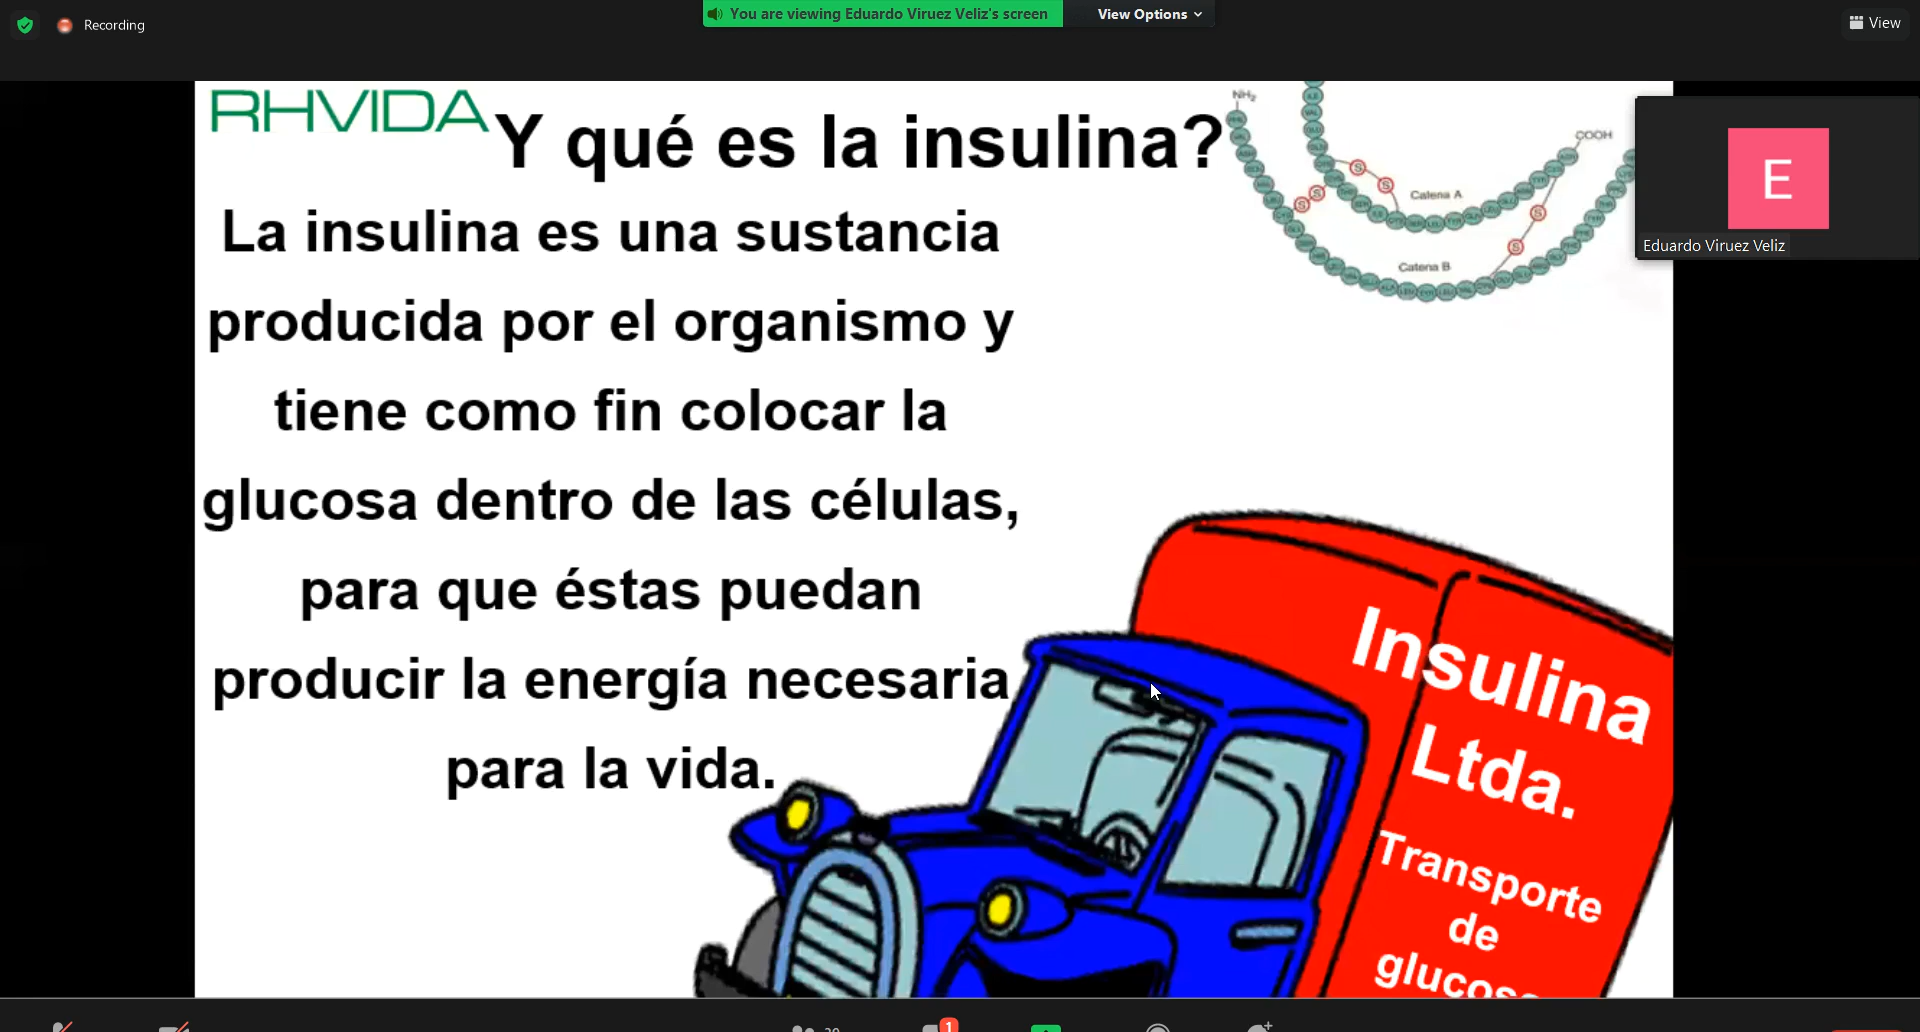 Recording
You are viewing Eduardo Viruez Veliz's screen
View Options
View
RHVIDA
Y qué es la insulina?
La insulina es una sustancia
producida por el organismo y
tiene como fin colocar la
glucosa dentro de las células,
para que éstas puedan
producir la energía necesaria
para la vida.
NH2
COOH
S
S
S
S
S
S
Catena A
Catena B
E
Eduardo Viruez Veliz
Insulina
Ltda.
Transporte
de
1